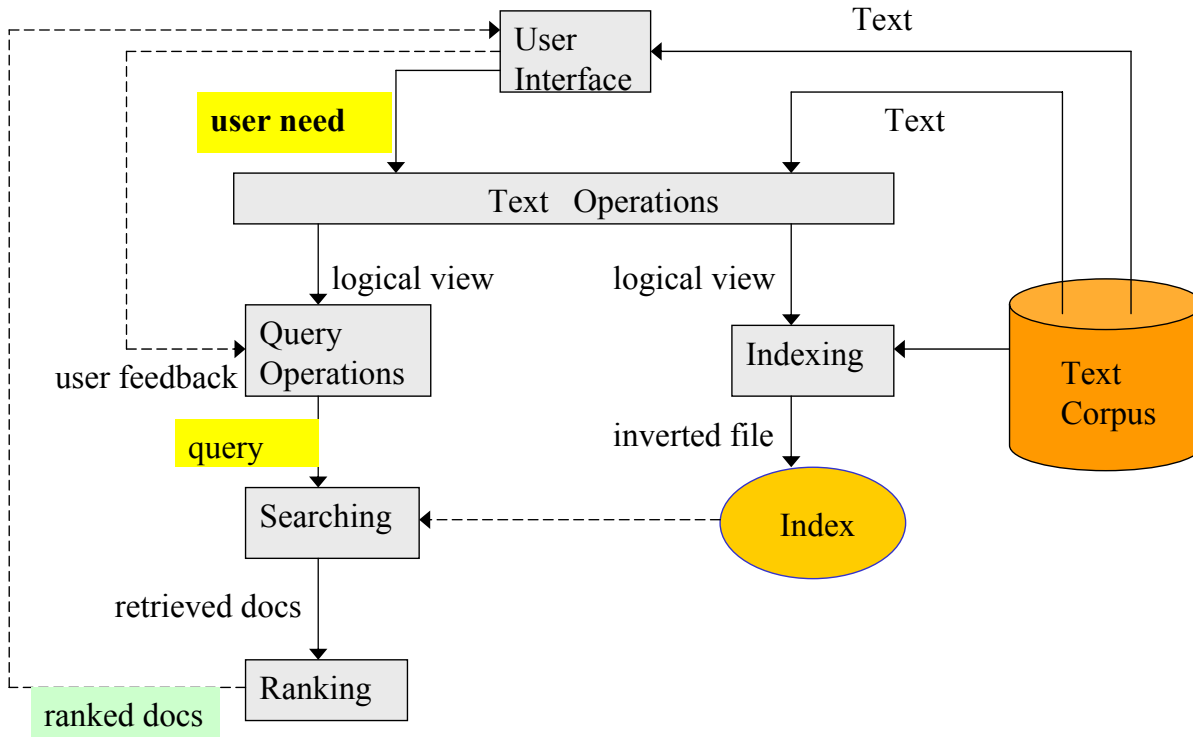 Text
User
Interface
user need
Text
Text Operations
logical view
logical view
Query
Operations
Indexing
user feedback
Text
Corpus
query
inverted file
Searching
Index
retrieved docs
Ranking
ranked docs